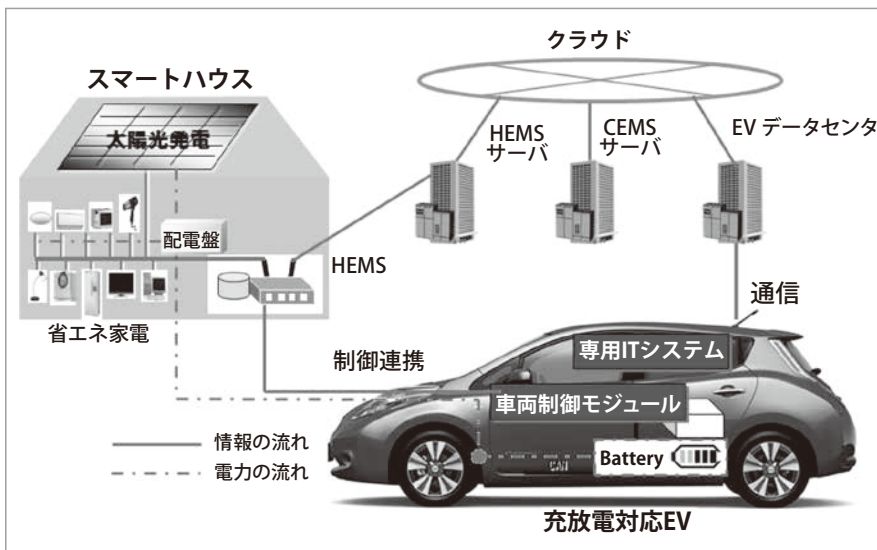 クラウド
スマートハウス
太陽光発電
HEMS
サーバ
CEMS
サーバ
EV データセンタ
配電盤
HEMS
省エネ家電
通信
制御連携
専用ITシステム
車両制御モジュール
情報の流れ
電力の流れ
Battery
CAN
充放電対応EV